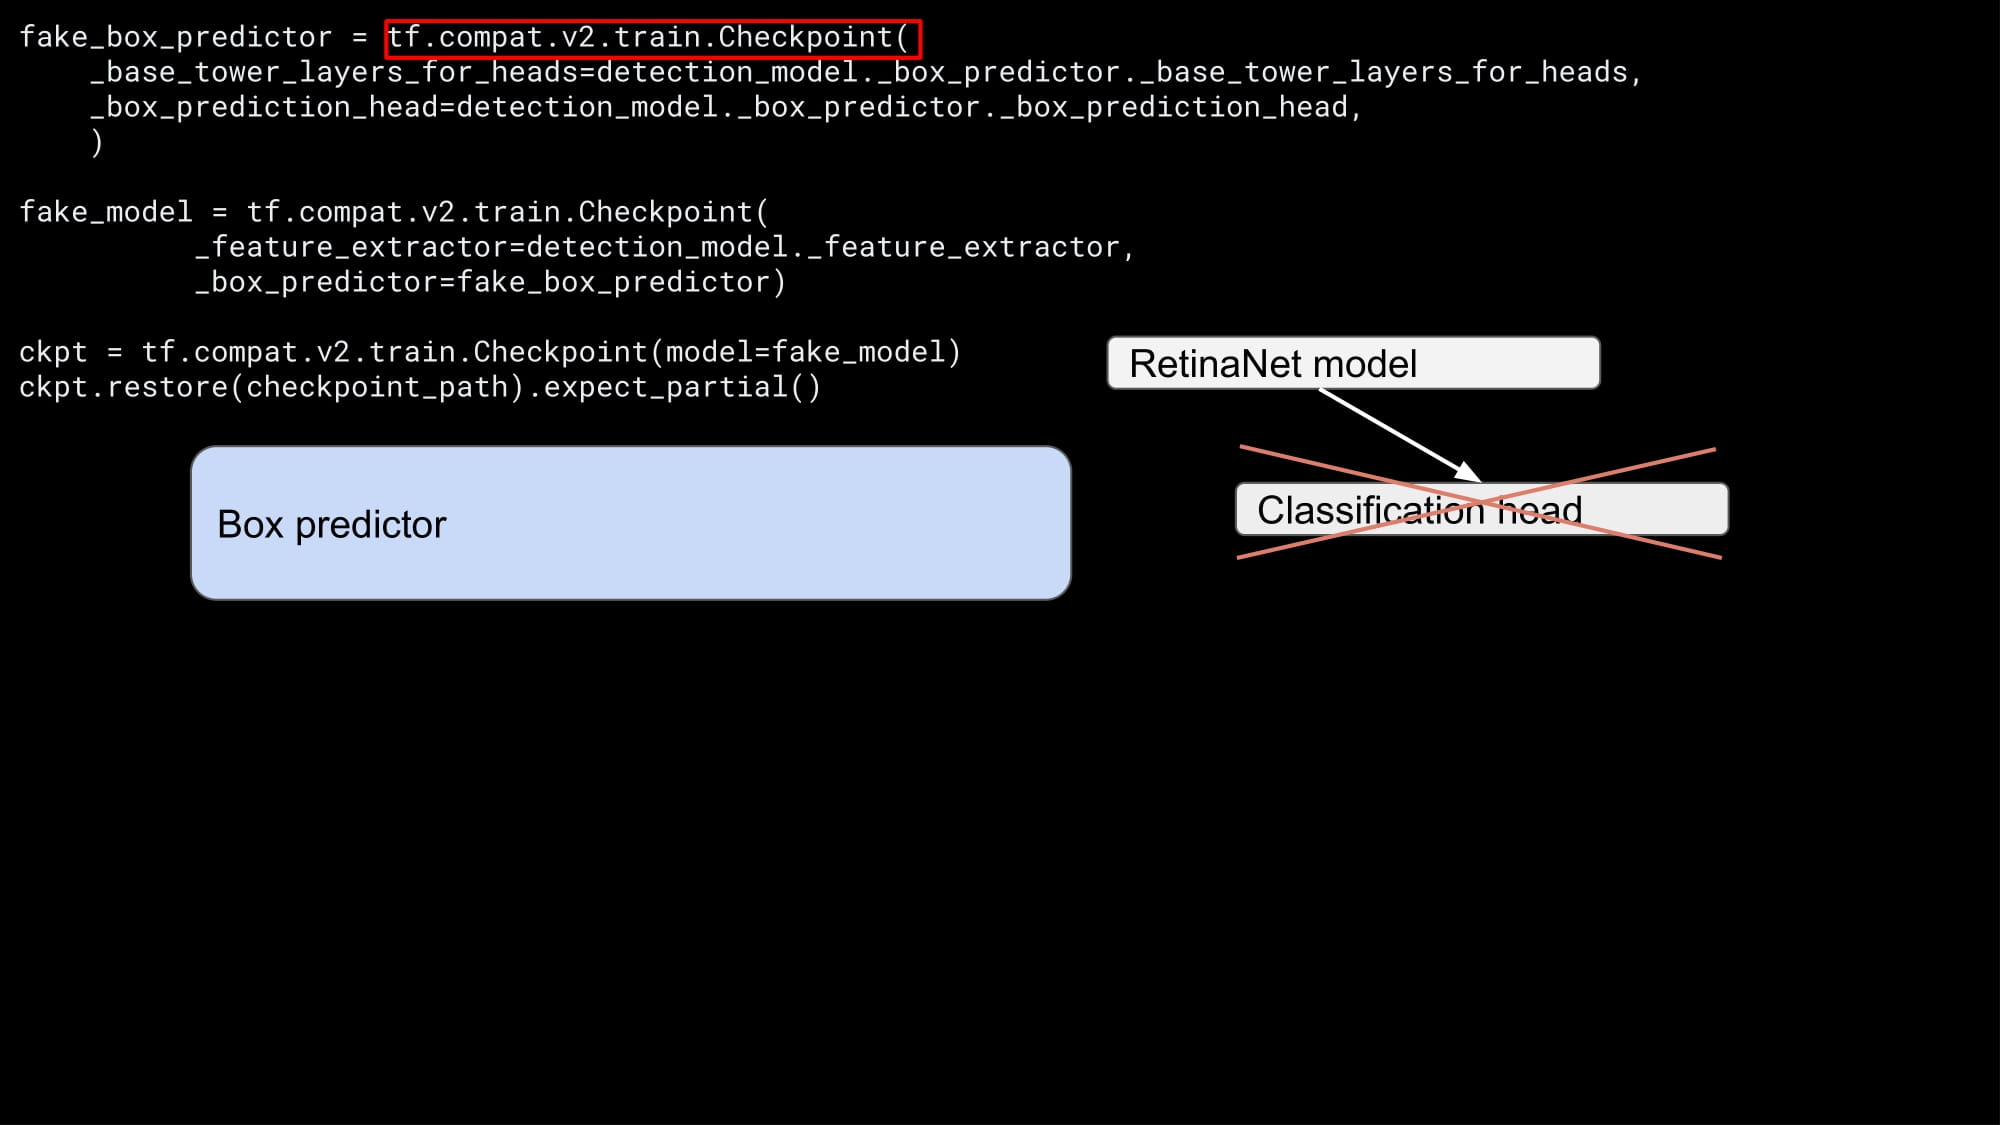 fake_box_predictor = tf.compat.v2.train.Checkpoint(
    _base_tower_layers_for_heads=detection_model._box_predictor._base_tower_layers_for_heads,
    _box_prediction_head=detection_model._box_predictor._box_prediction_head,
    )
fake_model = tf.compat.v2.train.Checkpoint(
          _feature_extractor=detection_model._feature_extractor,
          _box_predictor=fake_box_predictor)
ckpt = tf.compat.v2.train.Checkpoint(model=fake_model)
ckpt.restore(checkpoint_path).expect_partial()
RetinaNet model
Classification head
Box predictor